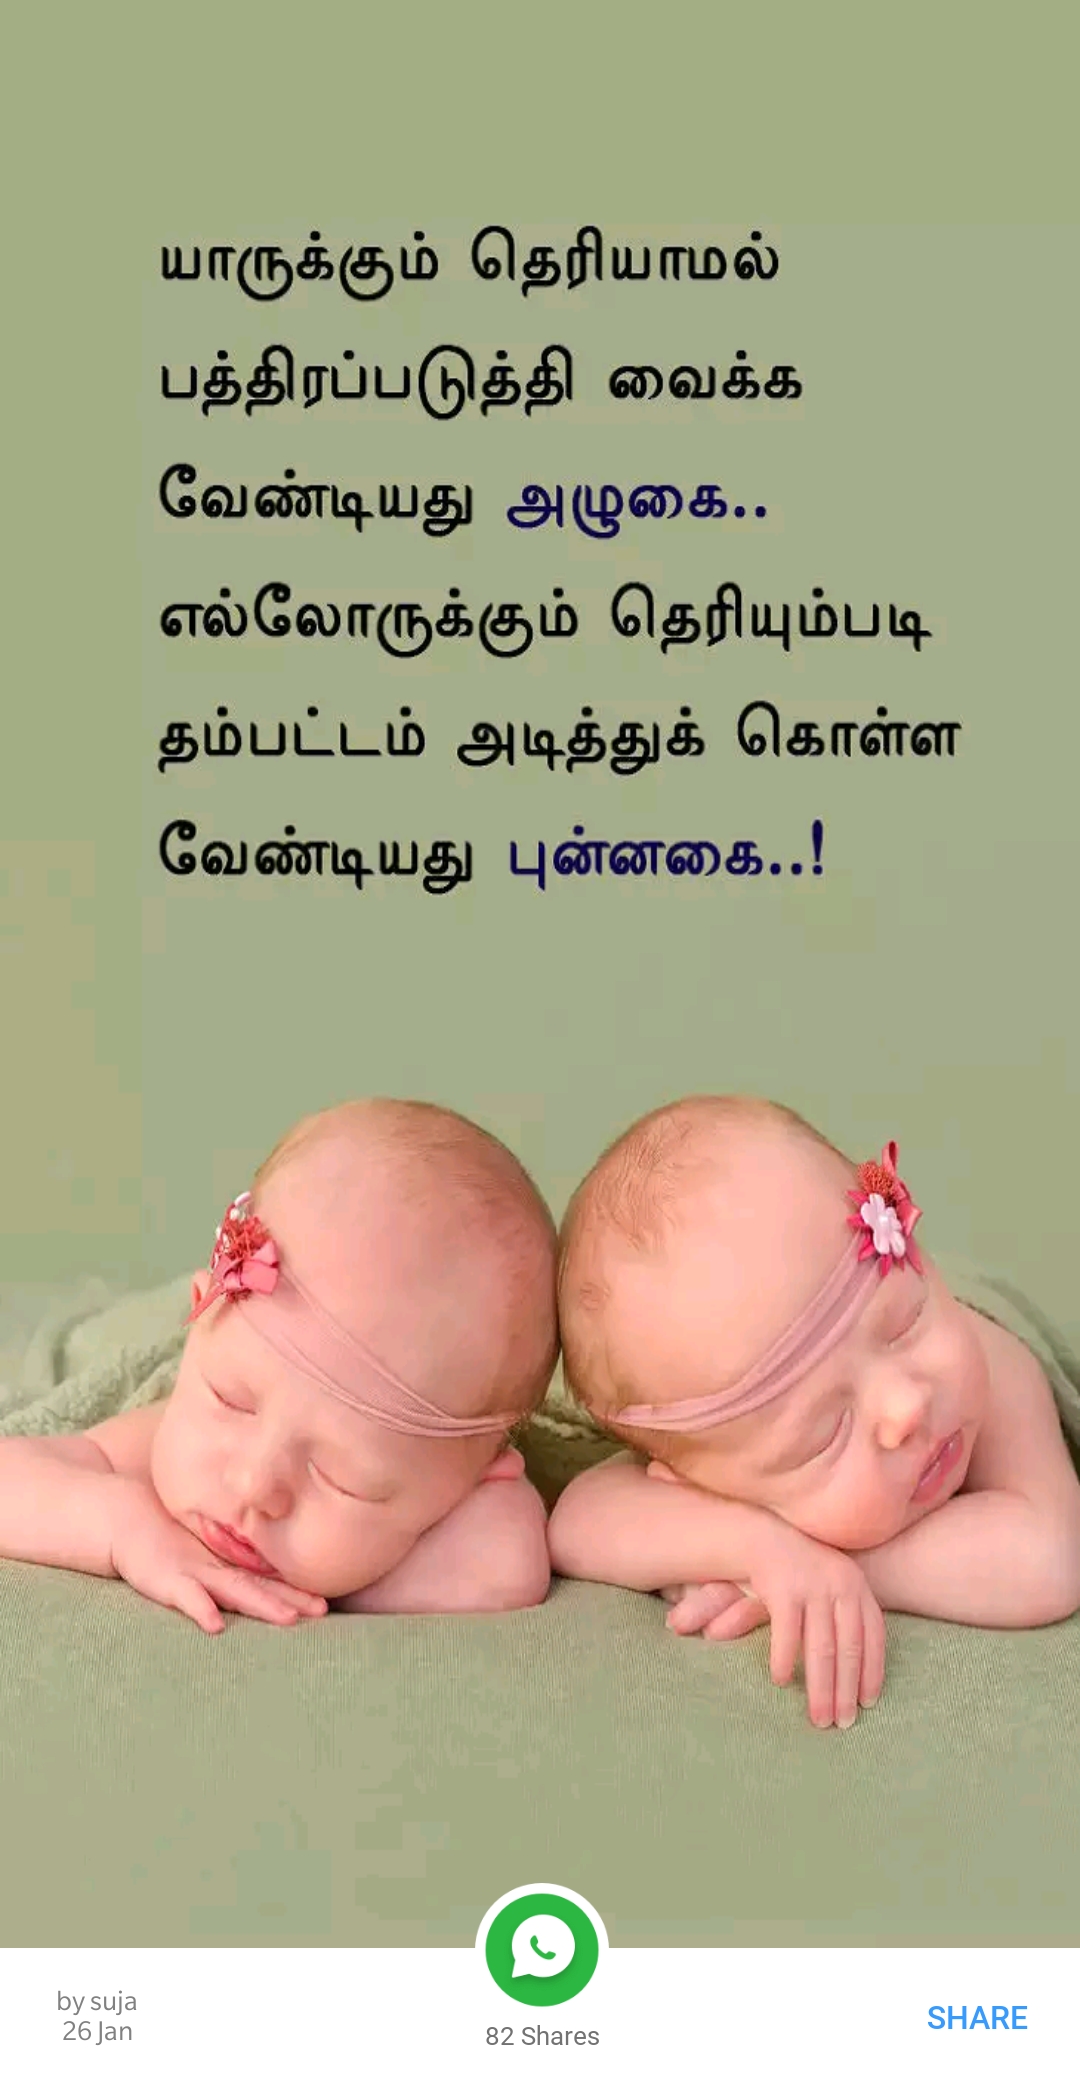 யாருக்கும் தெரியாமல்
பத்திரப்படுத்தி வைக்க
வேண்டியது அழுகை..
எல்லோருக்கும் தெரியும்படி
தம்பட்டம் அடித்துக் கொள்ள
வேண்டியது புன்னகை..!
by suja
26 Jan
82 Shares
SHARE